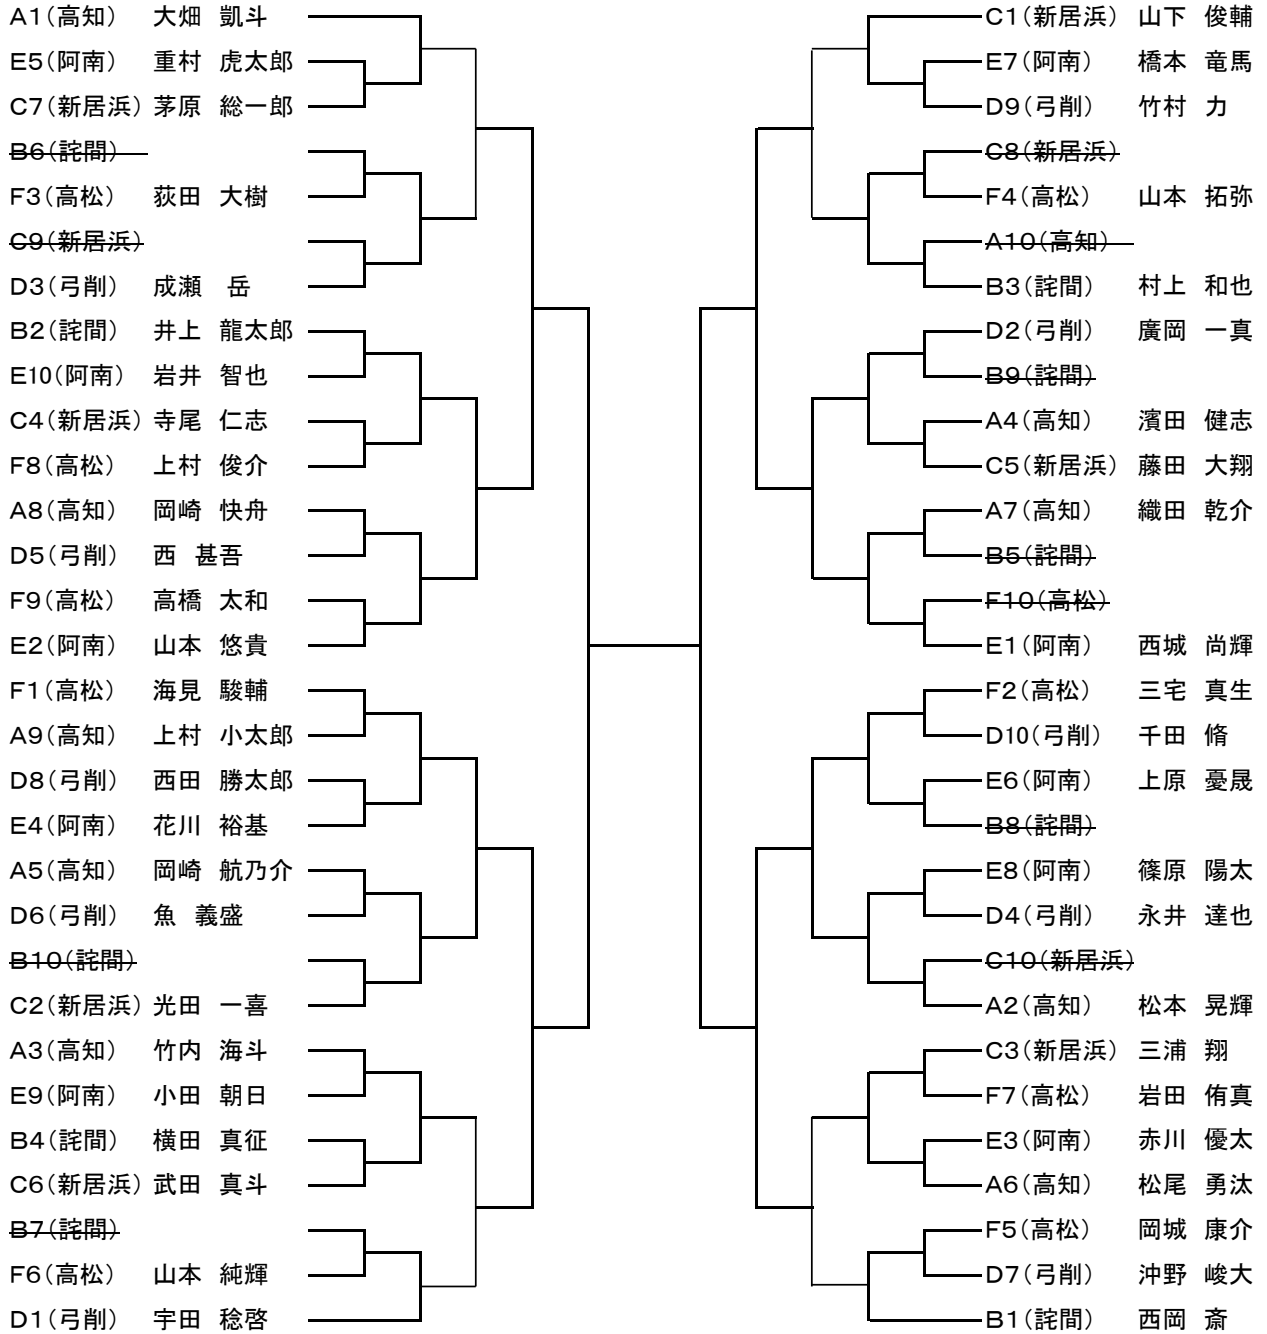 A1(高知) 大畑 凱斗
E5(阿南) 重村 虎太郎
C7(新居浜) 茅原 総一郎
B6(詫間)
F3(高松) 荻田 大樹
C9(新居浜)
D3(弓削) 成瀬 岳
B2(詫間) 井上 龍太郎
E10(阿南) 岩井 智也
C4(新居浜) 寺尾 仁志
F8(高松) 上村 俊介
A8(高知) 岡崎 快舟
D5(弓削) 西 甚吾
F9(高松) 高橋 太和
E2(阿南) 山本 悠貴
F1(高松) 海見 駿輔
A9(高知) 上村 小太郎
D8(弓削) 西田 勝太郎
E4(阿南) 花川 裕基
A5(高知) 岡崎 航乃介
D6(弓削) 魚 義盛
B10(詫間)
C2(新居浜) 光田 一喜
A3(高知) 竹内 海斗
E9(阿南) 小田 朝日
B4(詫間) 横田 真征
C6(新居浜) 武田 真斗
B7(詫間)
F6(高松) 山本 純輝
D1(弓削) 宇田 稔啓
C1(新居浜) 山下 俊輔
E7(阿南) 橋本 竜馬
D9(弓削) 竹村 力
C8(新居浜)
F4(高松) 山本 拓弥
A10(高知)
B3(詫間) 村上 和也
D2(弓削) 廣岡 一真
B9(詫間)
A4(高知) 濱田 健志
C5(新居浜) 藤田 大翔
A7(高知) 織田 乾介
B5(詫間)
F10(高松)
E1(阿南) 西城 尚輝
F2(高松) 三宅 真生
D10(弓削) 千田 脩
E6(阿南) 上原 憂晟
B8(詫間)
E8(阿南) 篠原 陽太
D4(弓削) 永井 達也
C10(新居浜)
A2(高知) 松本 晃輝
C3(新居浜) 三浦 翔
F7(高松) 岩田 侑真
E3(阿南) 赤川 優太
A6(高知) 松尾 勇汰
F5(高松) 岡城 康介
D7(弓削) 沖野 峻大
B1(詫間) 西岡 斎